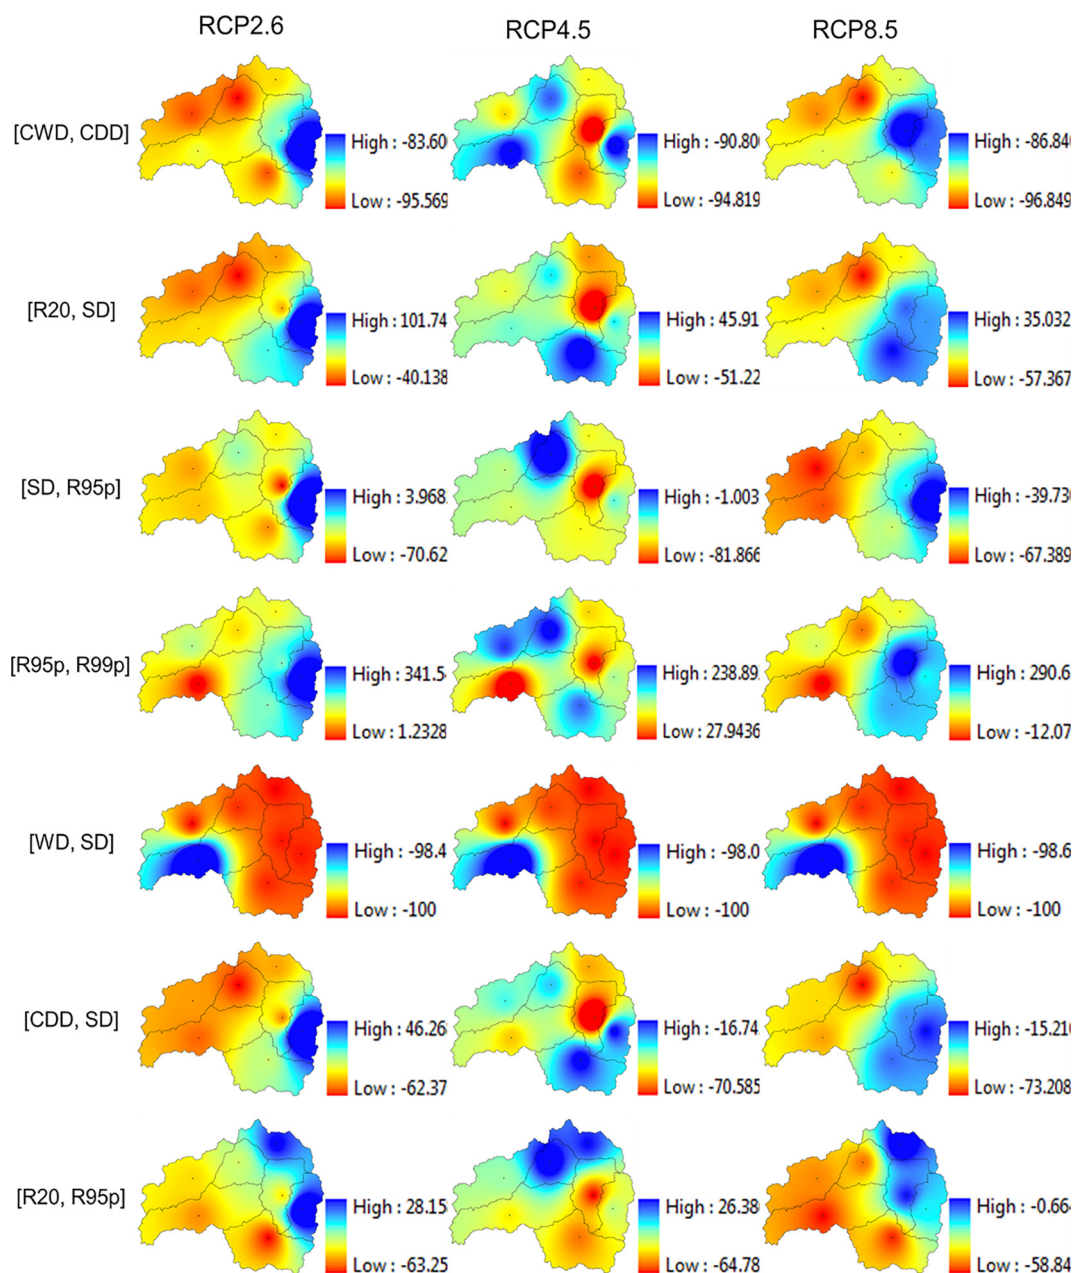 RCP2.6 RCP4.5 RCP8.5
[CWD, CDD]
High : -83.60
Low : -95.569
High : -90.80
Low : -94.819
High : -86.84
Low : -96.849
[R20, SD]
High : 101.74
Low : -40.138
High : 45.91
Low : -51.22
High : 35.032
Low : -57.367
[SD, R95p]
High : 3.968
Low : -70.62
High : -1.003
Low : -81.866
High : -39.73
Low : -67.389
[R95p, R99p]
High : 341.5
Low : 1.2328
High : 238.89
Low : 27.9436
High : 290.6
Low : -12.07
[WD, SD]
High : -98.4
Low : -100
High : -98.0
Low : -100
High : -98.6
Low : -100
[CDD, SD]
High : 46.26
Low : -62.37
High : -16.74
Low : -70.585
High : -15.21
Low : -73.208
[R20, R95p]
High : 28.15
Low : -63.25
High : 26.38
Low : -64.78
High : -0.66
Low : -58.84